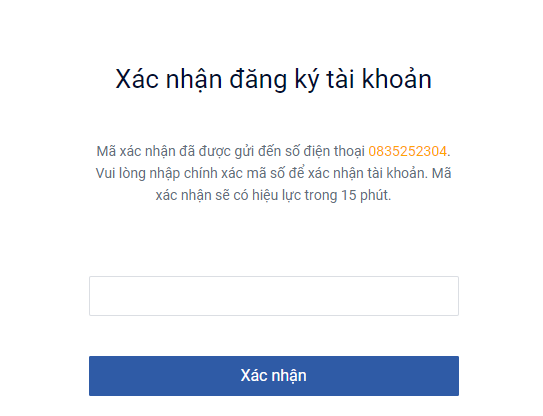 Xác nhận đăng ký tài khoản
Mã xác nhận đã được gửi đến số điện thoại 0835252304.
Vui lòng nhập chính xác mã số để xác nhận tài khoản. Mã
xác nhận sẽ có hiệu lực trong 15 phút.
Xác nhận